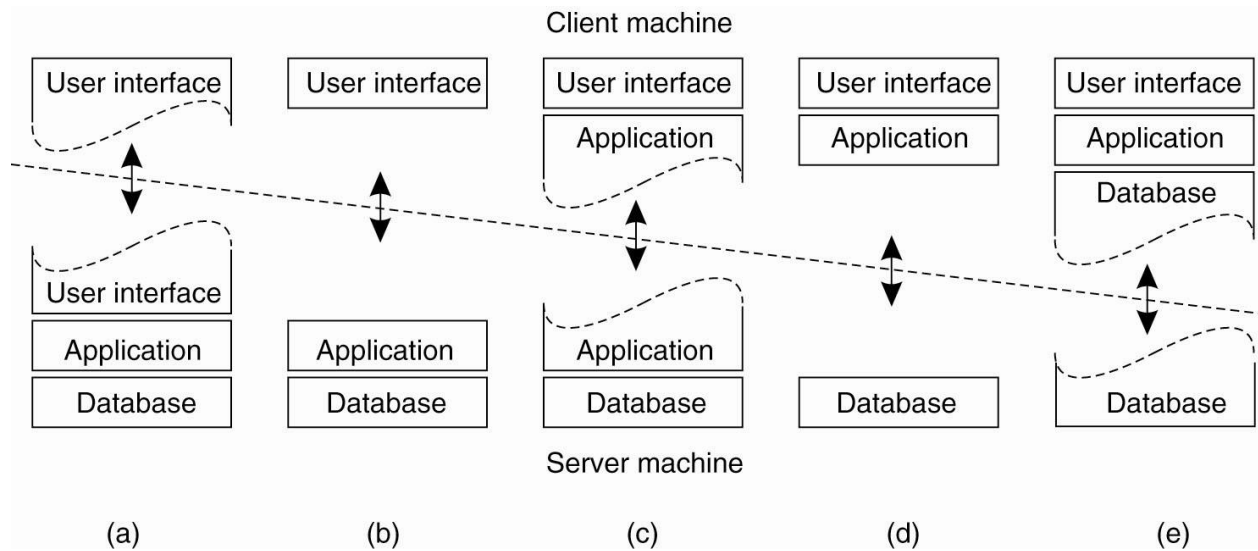 Client machine
User interface
User interface
User interface
User interface
User interface
Application
Application
Application
Database
User interface
Application
Application
Application
Database
Database
Database
Database
Database
Server machine
(a)
(b)
(c)
(d)
(e)